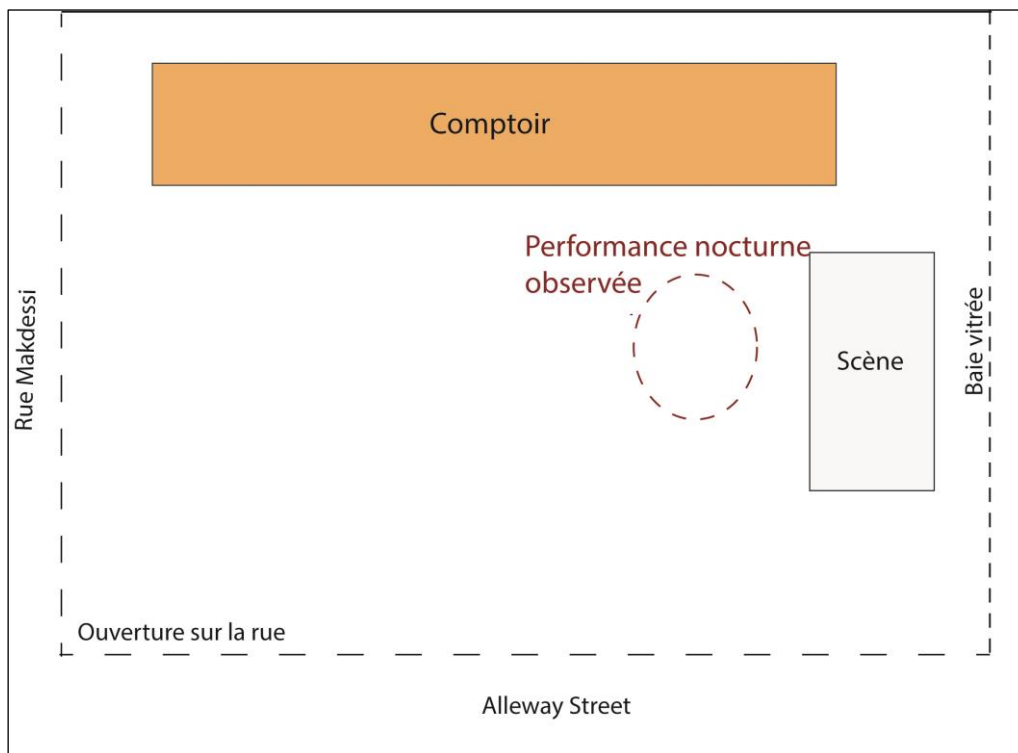 Comptoir
Performance nocturne
observée
Rue Makdessi
Scène
Baie vitrée
Ouverture sur la rue
Alleway Street